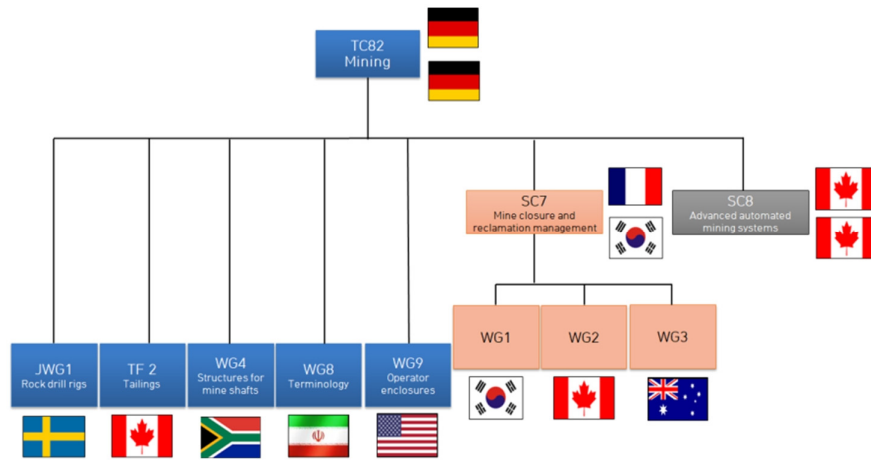 TC82
Mining
SC7
Mine closure and
reclamation management
SC8
Advanced automated
mining systems
JWG1
Rock drill rigs
TF 2
Tailings
WG4
Structures for
mine shafts
WG8
Terminology
WG9
Operator
enclosures
WG1
WG2
WG3